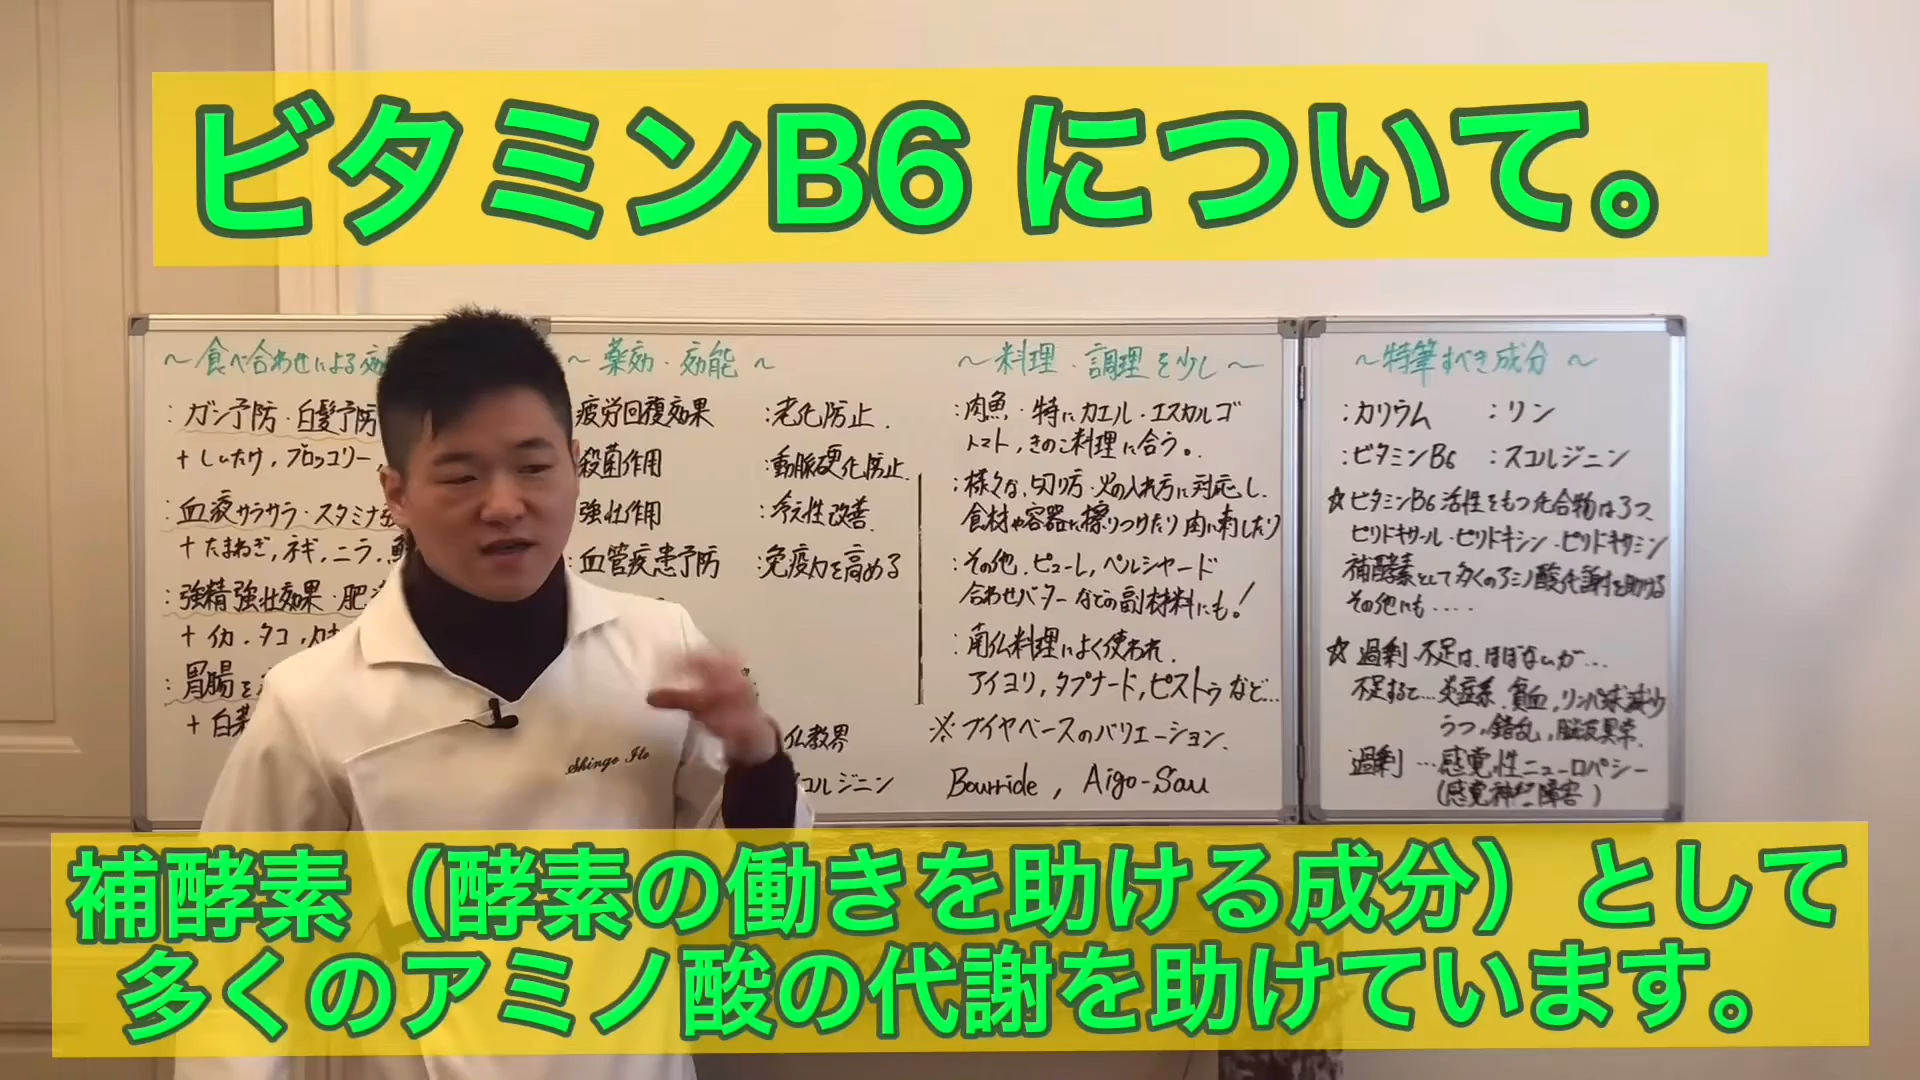 ビタミンB6 について。
～食べ合わせによる効
: ガン予防・白髪予防
+ しいたけ, ブロッコリー
: 血液サラサラ・スタミナ
+ たまねぎ, ネギ, ニラ,
: 強精強壮効果・肥
+ イカ, タコ,
: 胃腸
+ 白菜
～薬効・効能～
疲労回復効果
殺菌作用
強壮作用
血管疾患予防
: 老化防止.
: 動脈硬化防止.
: 冷え性改善.
: 免疫力を高める
仏教界
コルジニン
～料理・調理を少し～
: 肉魚・特にカエル・エスカルゴ
トマト, きのこ料理に合う。
: 様々な, 切り方・火の入れ方に対応し.
食材や容器に擦りつけたり肉に刺したり
: その他, ピューレ, ペルシャード
合わせバターなどの副材料にも!
: 南仏料理によく使われ.
アイヨリ, タプナード, ピストゥなど…
※ ブイヤベースのバリエーション.
Bourride , Aigo-Sau
～特筆すべき成分～
: カリウム : リン
: ビタミンB6 : スコルジニン
☆ ビタミンB6活性をもつ化合物は3つ、
ピリドキサール・ピリドキシン・ピリドキサミン
補酵素として多くのアミノ酸代謝を助ける
その他にも‥‥
☆ 過剰 不足は、ほぼないが…
不足すると…炎症系, 貧血, リンパ球減少
うつ, 錯乱, 脳波異常.
過剰 …感覚性ニューロパシー
(感覚神経障害)
Shingo Ito
補酵素（酵素の働きを助ける成分）として
多くのアミノ酸の代謝を助けています。